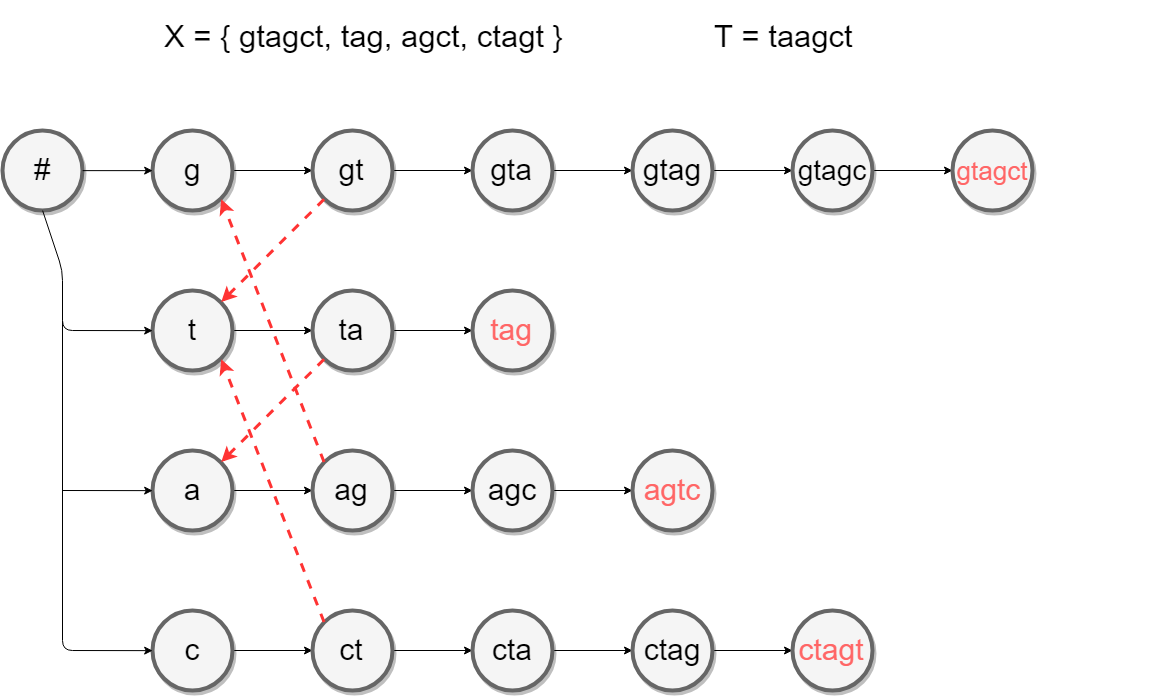 X = { gtagct, tag, agct, ctagt } T = taagct
# g gt gta gtag gtagc gtagct
t ta tag
a ag agc agtc
c ct cta ctag ctagt